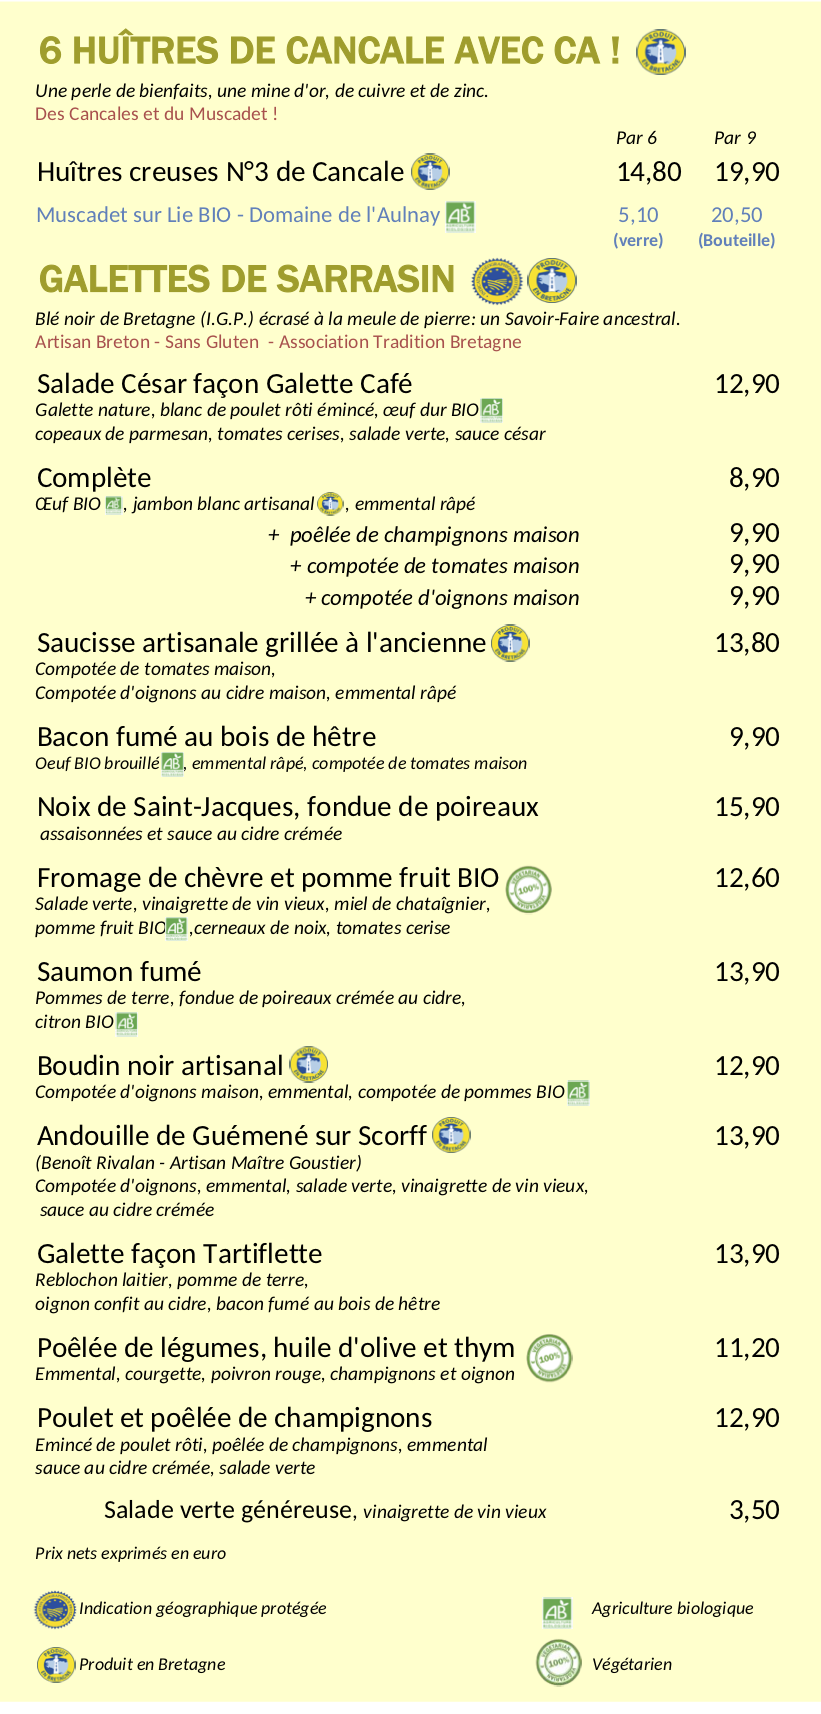 6 HUÎTRES DE CANCALE AVEC CA !
Une perle de bienfaits, une mine d'or, de cuivre et de zinc.
Des Cancales et du Muscadet !
Par 6 Par 9
Huîtres creuses N°3 de Cancale 14,80 19,90
Muscadet sur Lie BIO - Domaine de l'Aulnay 5,10 20,50
(verre) (Bouteille)
GALETTES DE SARRASIN
Blé noir de Bretagne (I.G.P.) écrasé à la meule de pierre: un Savoir-Faire ancestral.
Artisan Breton - Sans Gluten - Association Tradition Bretagne
Salade César façon Galette Café 12,90
Galette nature, blanc de poulet rôti émincé, œuf dur BIO
copeaux de parmesan, tomates cerises, salade verte, sauce césar
Complète 8,90
Œuf BIO , jambon blanc artisanal , emmental râpé
+ poêlée de champignons maison 9,90
+ compotée de tomates maison 9,90
+ compotée d'oignons maison 9,90
Saucisse artisanale grillée à l'ancienne 13,80
Compotée de tomates maison,
Compotée d'oignons au cidre maison, emmental râpé
Bacon fumé au bois de hêtre 9,90
Oeuf BIO brouillé , emmental râpé, compotée de tomates maison
Noix de Saint-Jacques, fondue de poireaux 15,90
assaisonnées et sauce au cidre crémée
Fromage de chèvre et pomme fruit BIO 12,60
Salade verte, vinaigrette de vin vieux, miel de chataîgnier,
pomme fruit BIO ,cerneaux de noix, tomates cerise
Saumon fumé 13,90
Pommes de terre, fondue de poireaux crémée au cidre,
citron BIO
Boudin noir artisanal 12,90
Compotée d'oignons maison, emmental, compotée de pommes BIO
Andouille de Guémené sur Scorff 13,90
(Benoît Rivalan - Artisan Maître Goustier)
Compotée d'oignons, emmental, salade verte, vinaigrette de vin vieux,
sauce au cidre crémée
Galette façon Tartiflette 13,90
Reblochon laitier, pomme de terre,
oignon confit au cidre, bacon fumé au bois de hêtre
Poêlée de légumes, huile d'olive et thym 11,20
Emmental, courgette, poivron rouge, champignons et oignon
Poulet et poêlée de champignons 12,90
Emincé de poulet rôti, poêlée de champignons, emmental
sauce au cidre crémée, salade verte
Salade verte généreuse, vinaigrette de vin vieux 3,50
Prix nets exprimés en euro
Indication géographique protégée
Agriculture biologique
Produit en Bretagne
Végétarien